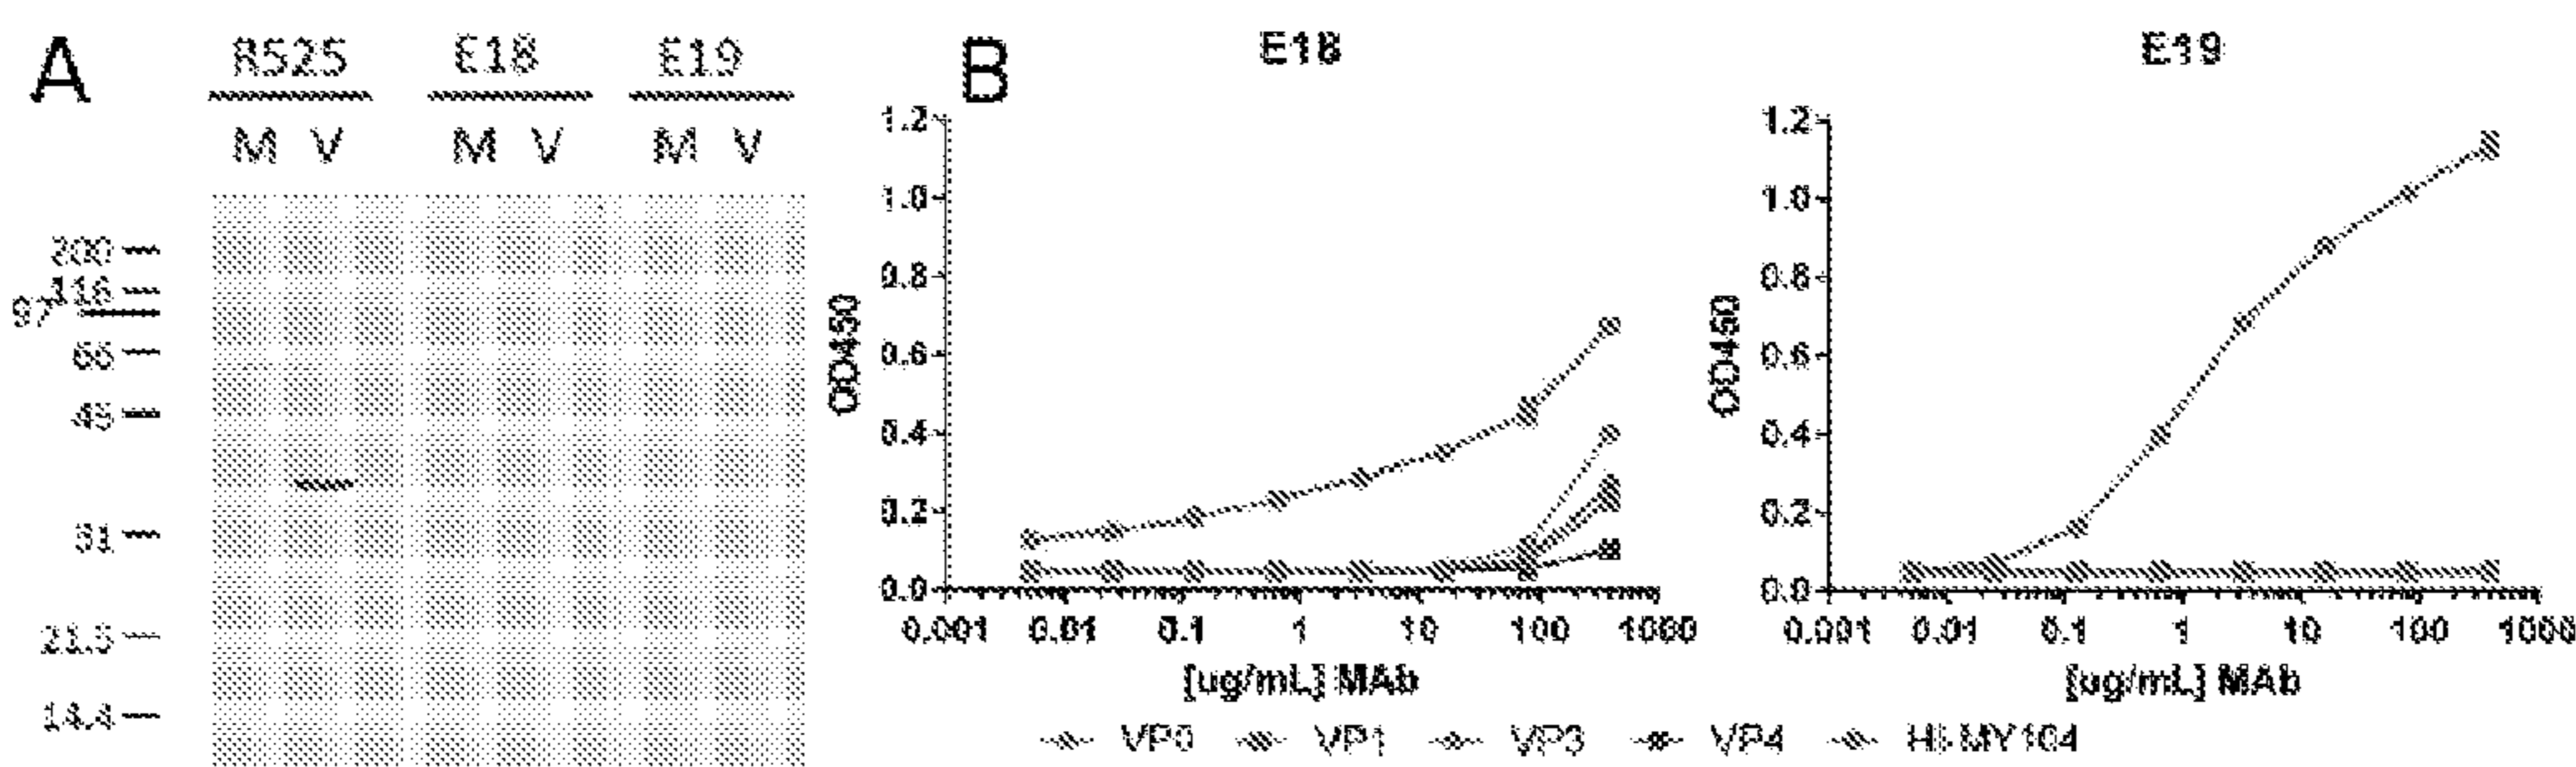 A
R525 E18 E19
M V M V M V
200
116
97
66
45
31
21.5
14.4
B
E18
1.2
1.0
0.8
0.6
0.4
0.2
0.0
OD450
0.001 0.01 0.1 1 10 100 1000
[ug/mL] MAb
E19
1.2
1.0
0.8
0.6
0.4
0.2
0.0
OD450
0.001 0.01 0.1 1 10 100 1000
[ug/mL] MAb
VP0 VP1 VP3 VP4 HI-MY104